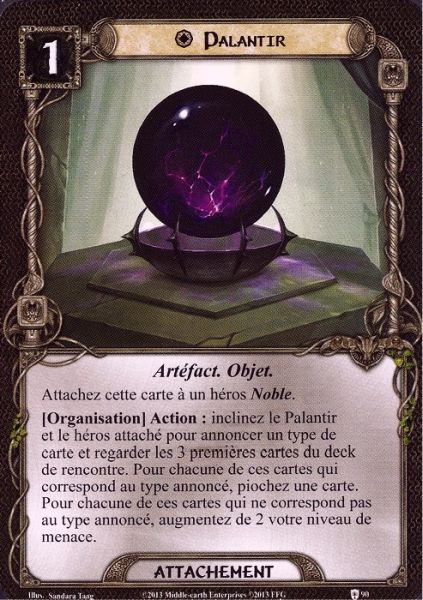 1
PALANTIR
Artéfact. Objet.
Attachez cette carte à un héros Noble.
[Organisation] Action : inclinez le Palantir
et le héros attaché pour annoncer un type de
carte et regarder les 3 premières cartes du deck
de rencontre. Pour chacune de ces cartes qui
correspond au type annoncé, piochez une carte.
Pour chacune de ces cartes qui ne correspond pas
au type annoncé, augmentez de 2 votre niveau de
menace.
ATTACHEMENT
Illus. Sandara Tang ©2013 Middle-earth Enterprises ©2013 FFG 90